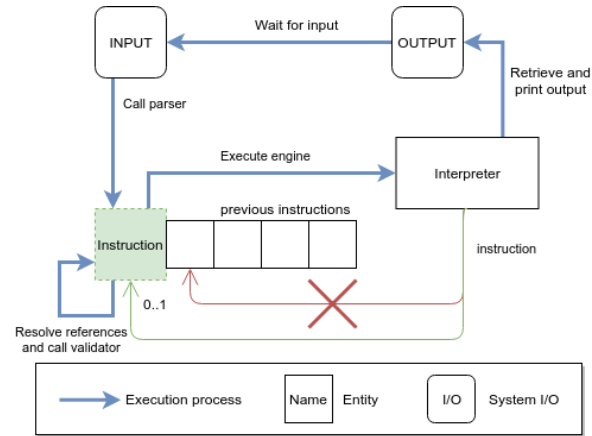 Wait for input
INPUT
OUTPUT
Retrieve and
print output
Call parser
Execute engine
Interpreter
previous instructions
Instruction
instruction
0..1
Resolve references
and call validator
Execution process
Name
Entity
I/O
System I/O